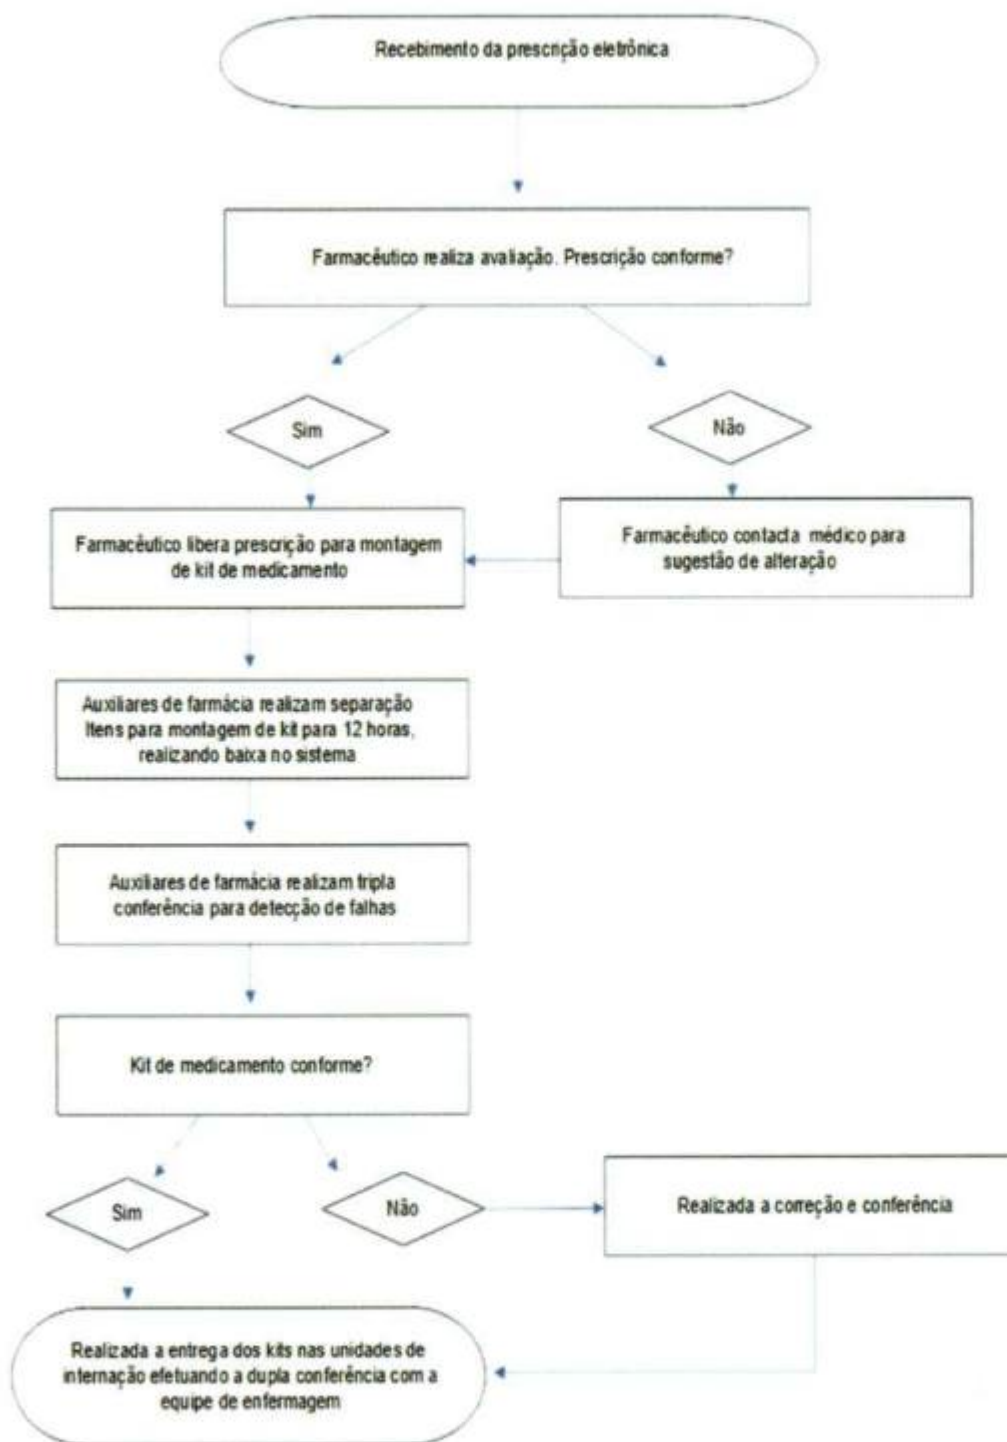 Recebimento da prescrição eletrônica
Farmacêutico realiza avaliação. Prescrição conforme?
Sim
Não
Farmacêutico libera prescrição para montagem
de kit de medicamento
Farmacêutico contacta médico para
sugestão de alteração
Auxiliares de farmácia realizam separação
Itens para montagem de kit para 12 horas,
realizando baixa no sistema
Auxiliares de farmácia realizam tripla
conferência para detecção de falhas
Kit de medicamento conforme?
Sim
Não
Realizada a correção e conferência
Realizada a entrega dos kits nas unidades de
internação efetuando a dupla conferência com a
equipe de enfermagem